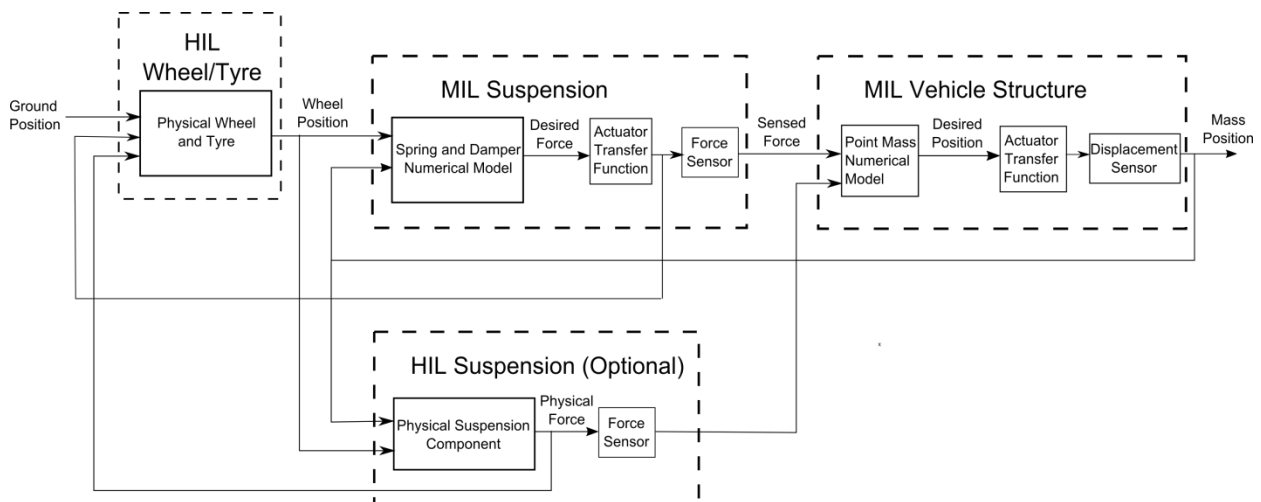 HIL
Wheel/Tyre
Ground
Position
Physical Wheel
and Tyre
Wheel
Position
MIL Suspension
Spring and Damper
Numerical Model
Desired
Force
Actuator
Transfer
Function
Force
Sensor
Sensed
Force
MIL Vehicle Structure
Point Mass
Numerical
Model
Desired
Position
Actuator
Transfer
Function
Displacement
Sensor
Mass
Position
HIL Suspension (Optional)
Physical Suspension
Component
Physical
Force
Force
Sensor
x